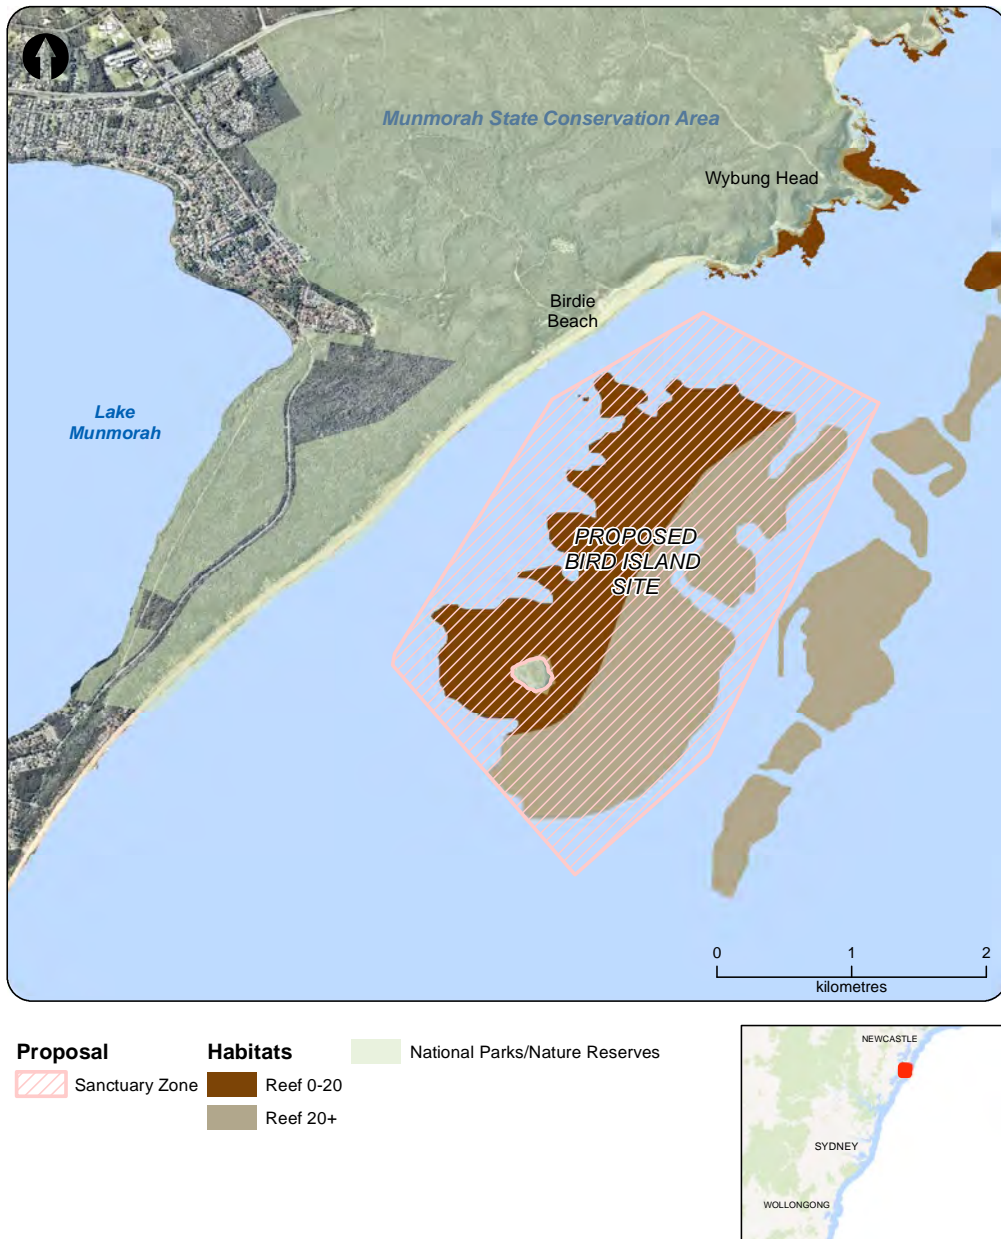 Munmorah State Conservation Area
Wybung Head
Birdie
Beach
Lake
Munmorah
PROPOSED
BIRD ISLAND
SITE
0 1 2
kilometres
Proposal
Sanctuary Zone
Habitats
Reef 0-20
Reef 20+
National Parks/Nature Reserves
NEWCASTLE
SYDNEY
WOLLONGONG